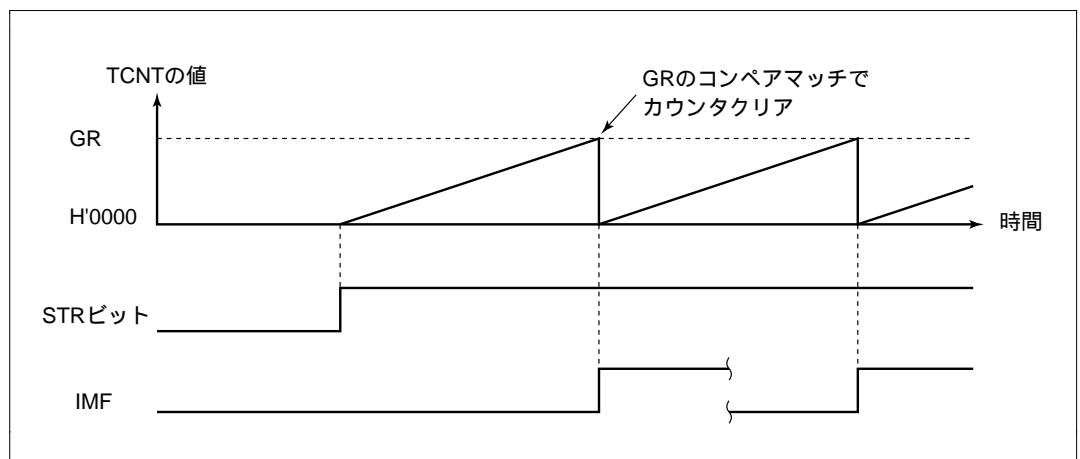 TCNTの値
GRのコンペアマッチで
カウンタクリア
GR
H'0000
時間
STRビット
IMF